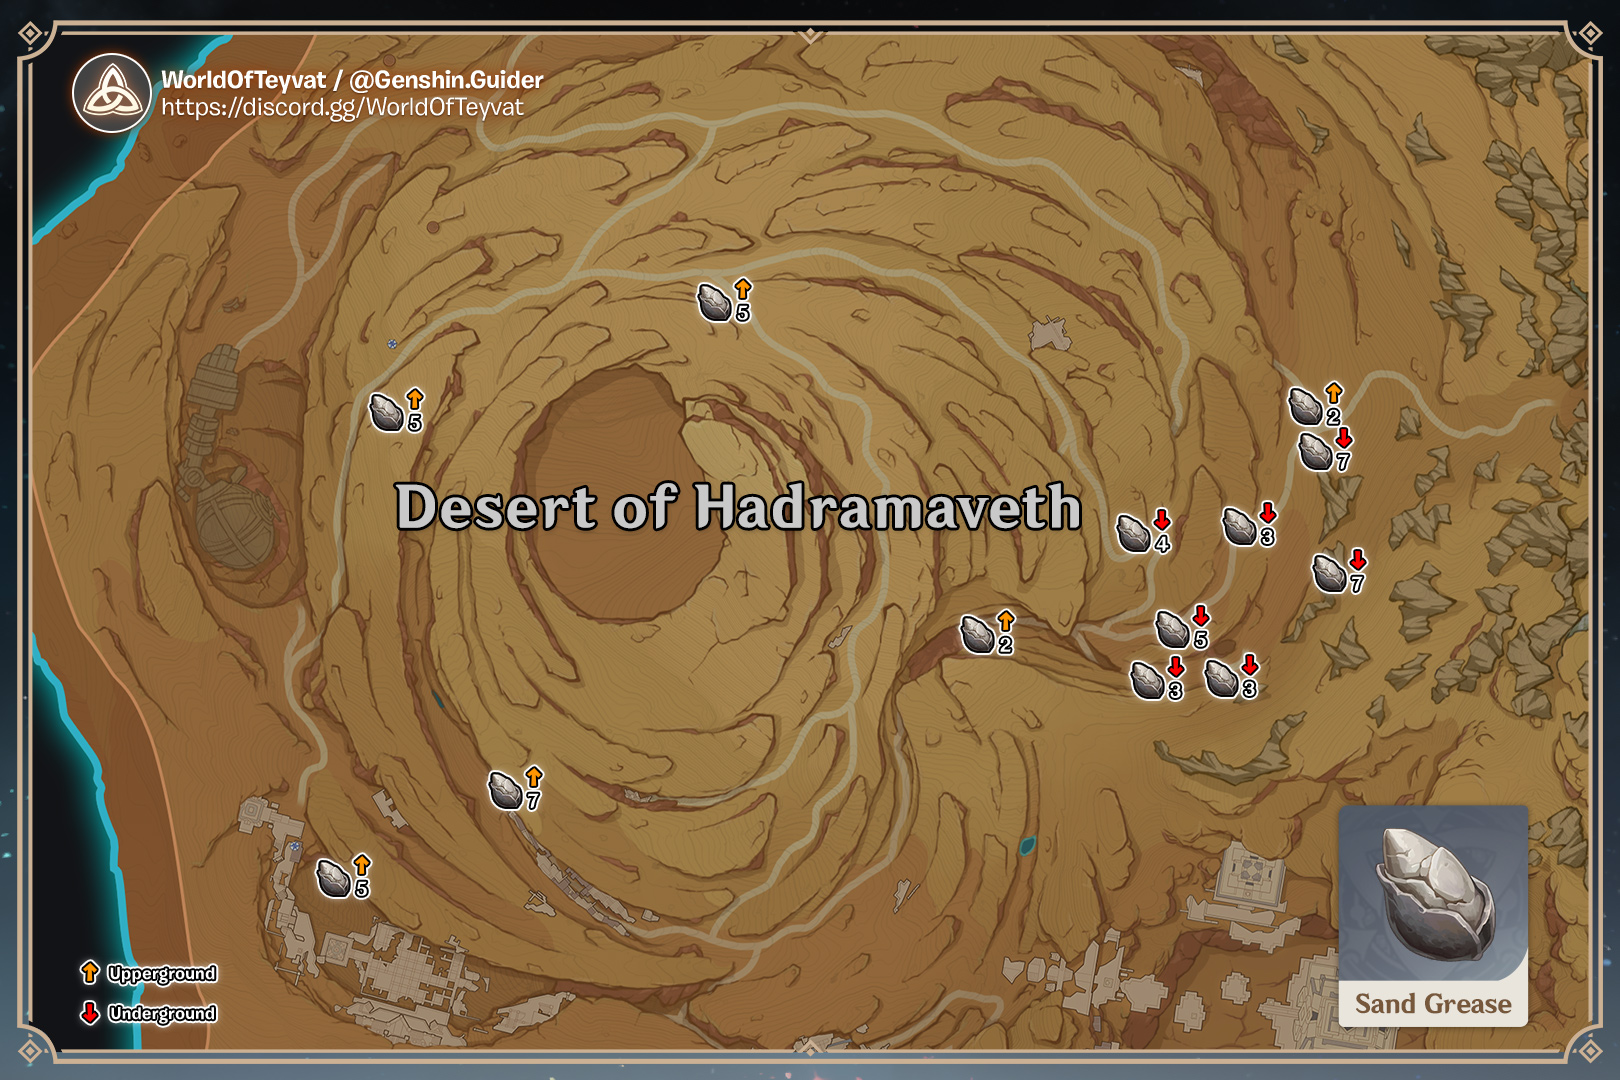 WorldOfTeyvat / @Genshin.Guider
https://discord.gg/WorldOfTeyvat
5
5
2
7
Desert of Hadramaveth
4
3
7
2
5
3
3
7
5
Upperground
Underground
Sand Grease